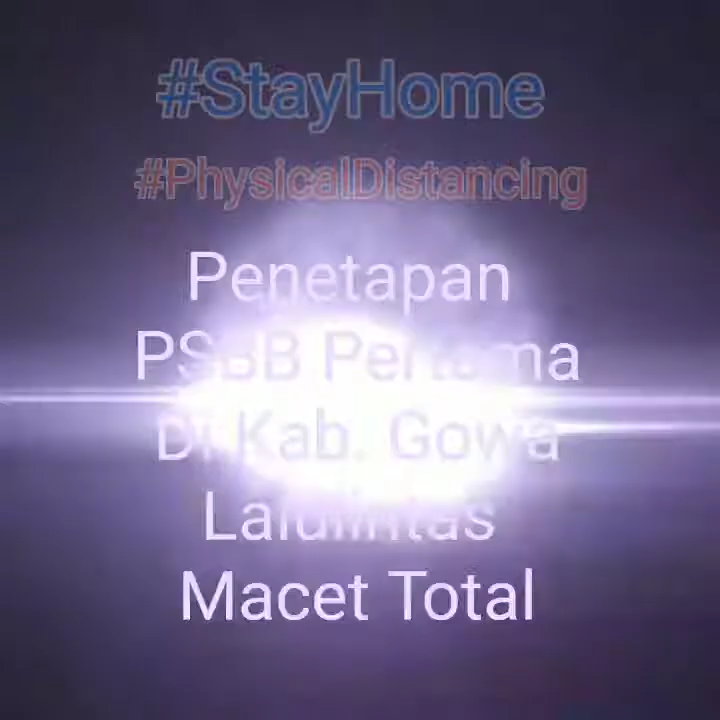 #StayHome
#PhysicalDistancing
Penetapan
PSBB Pertama
Di Kab. Gowa
Lalulintas
Macet Total